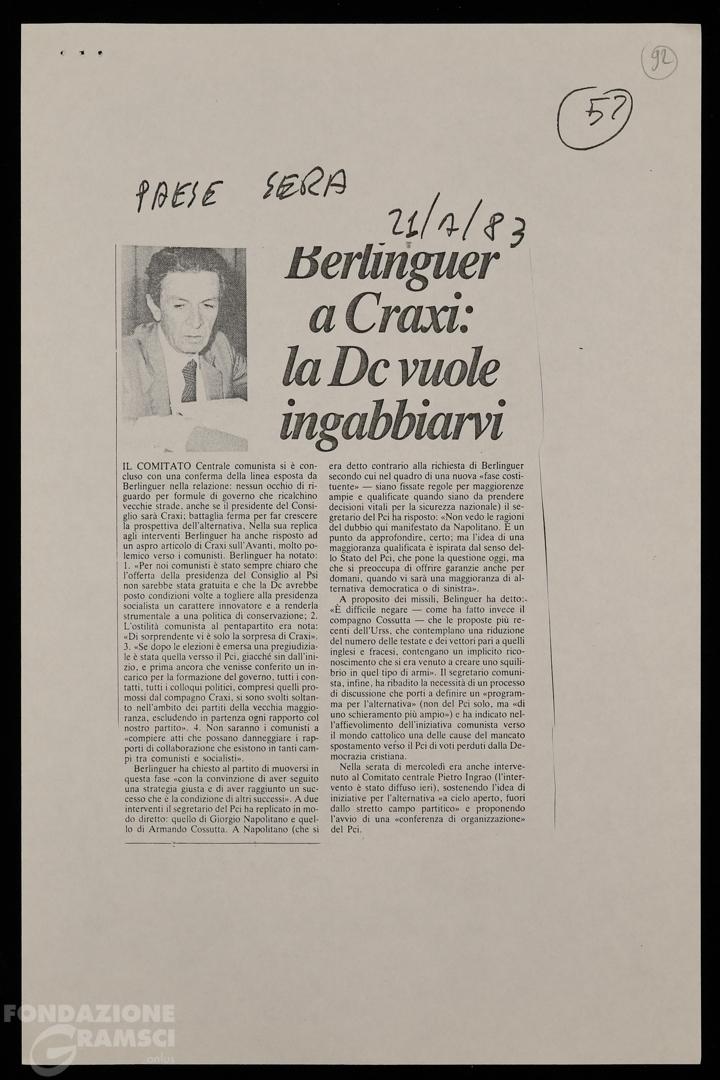 92
52
PAESE SERA
21/7/83
Berlinguer
a Craxi:
la Dc vuole
ingabbiarvi
IL COMITATO Centrale comunista si è con-
cluso con una conferma della linea esposta da
Berlinguer nella relazione: nessun occhio di ri-
guardo per formule di governo che ricalchino
vecchie strade, anche se il presidente del Consi-
glio sarà Craxi; battaglia ferma per far crescere
la prospettiva dell'alternativa. Nella sua replica
agli interventi Berlinguer ha anche risposto ad
un aspro articolo di Craxi sull'Avanti, molto po-
lemico verso i comunisti. Berlinguer ha notato:
1. «Per noi comunisti è stato sempre chiaro che
l'offerta della presidenza del Consiglio al Psi
non sarebbe stata gratuita e che la Dc avrebbe
posto condizioni volte a togliere alla presidenza
socialista un carattere innovatore e a renderla
strumentale a una politica di conservazione; 2.
L'ostilità comunista al pentapartito era nota:
«Di sorprendente vi è solo la sorpresa di Craxi».
3. «Se dopo le elezioni è emersa una pregiudizia-
le è stata quella versso il Pci, giacché sin dall'ini-
zio, e prima ancora che venisse conferito un in-
carico per la formazione del governo, tutti i con-
tatti, tutti i colloqui politici, compresi quelli pro-
mossi dal compagno Craxi, si sono svolti soltan-
to nell'ambito dei partiti della vecchia maggio-
ranza, escludendo in partenza ogni rapporto col
nostro partito». 4. Non saranno i comunisti a
«compiere atti che possano danneggiare i rap-
porti di collaborazione che esistono in tanti cam-
pi tra comunisti e socialisti».
Berlinguer ha chiesto al partito di muoversi in
questa fase «con la convinzione di aver seguito
una strategia giusta e di aver raggiunto un suc-
cesso che è la condizione di altri successi». A due
interventi il segretario del Pci ha replicato in mo-
do diretto: quello di Giorgio Napolitano e quel-
lo di Armando Cossutta. A Napolitano (che si
era detto contrario alla richiesta di Berlinguer
secondo cui nel quadro di una nuova «fase costi-
tuente» — siano fissate regole per maggiorenze
ampie e qualificate quando siano da prendere
decisioni vitali per la sicurezza nazionale) il se-
gretario del Pci ha risposto: «Non vedo le ragioni
del dubbio qui manifestato da Napolitano. È un
punto da approfondire, certo; ma l'idea di una
maggioranza qualificata è ispirata dal senso del-
lo Stato del Pci, che pone la questione oggi, ma
che si preoccupa di offrire garanzie anche per
domani, quando vi sarà una maggioranza di al-
ternativa democratica o di sinistra».
A proposito dei missili, Belinguer ha detto:
«È difficile negare — come ha fatto invece il
compagno Cossutta — che le proposte più re-
centi dell'Urss, che contemplano una riduzione
del numero delle testate e dei vettori pari a quelli
inglesi e fracesi, contengano un implicito rico-
noscimento che si era venuto a creare uno squili-
brio in quel tipo di armi». Il segretario comuni-
sta, infine, ha ribadito la necessità di un processo
di discussione che porti a definire un «program-
ma per l'alternativa» (non del Pci solo, ma «di
uno schieramento più ampio») e ha indicato nel-
l'affievolimento dell'iniziativa comunista verso
il mondo cattolico una delle cause del mancato
spostamento verso il Pci di voti perduti dalla De-
mocrazia cristiana.
Nella serata di mercoledì era anche interve-
nuto al Comitato centrale Pietro Ingrao (l'inter-
vento è stato diffuso ieri), sostenendo l'idea di
iniziative per l'alternativa «a cielo aperto, fuori
dallo stretto campo partitico» e proponendo
l'avvio di una «conferenza di organizzazione»
del Pci.
FONDAZIONE
GRAMSCI
onlus